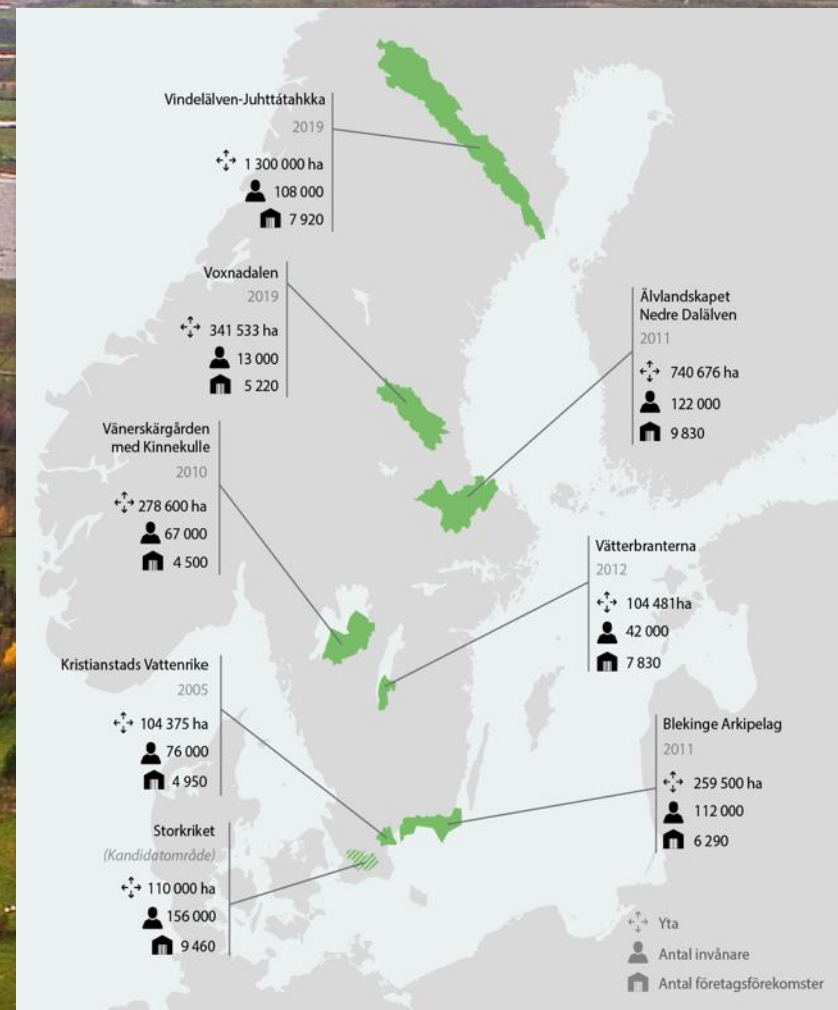 Vindelälven-Juhttátahkka
2019
1 300 000 ha
108 000
7 920
Voxnadalen
2019
341 533 ha
13 000
5 220
Älvlandskapet
Nedre Dalälven
2011
740 676 ha
122 000
9 830
Vänerskärgården
med Kinnekulle
2010
278 600 ha
67 000
4 500
Vätterbranterna
2012
104 481ha
42 000
7 830
Kristianstads Vattenrike
2005
104 375 ha
76 000
4 950
Blekinge Arkipelag
2011
259 500 ha
112 000
6 290
Storkriket
(Kandidatområde)
110 000 ha
156 000
9 460
Yta
Antal invånare
Antal företagsförekomster